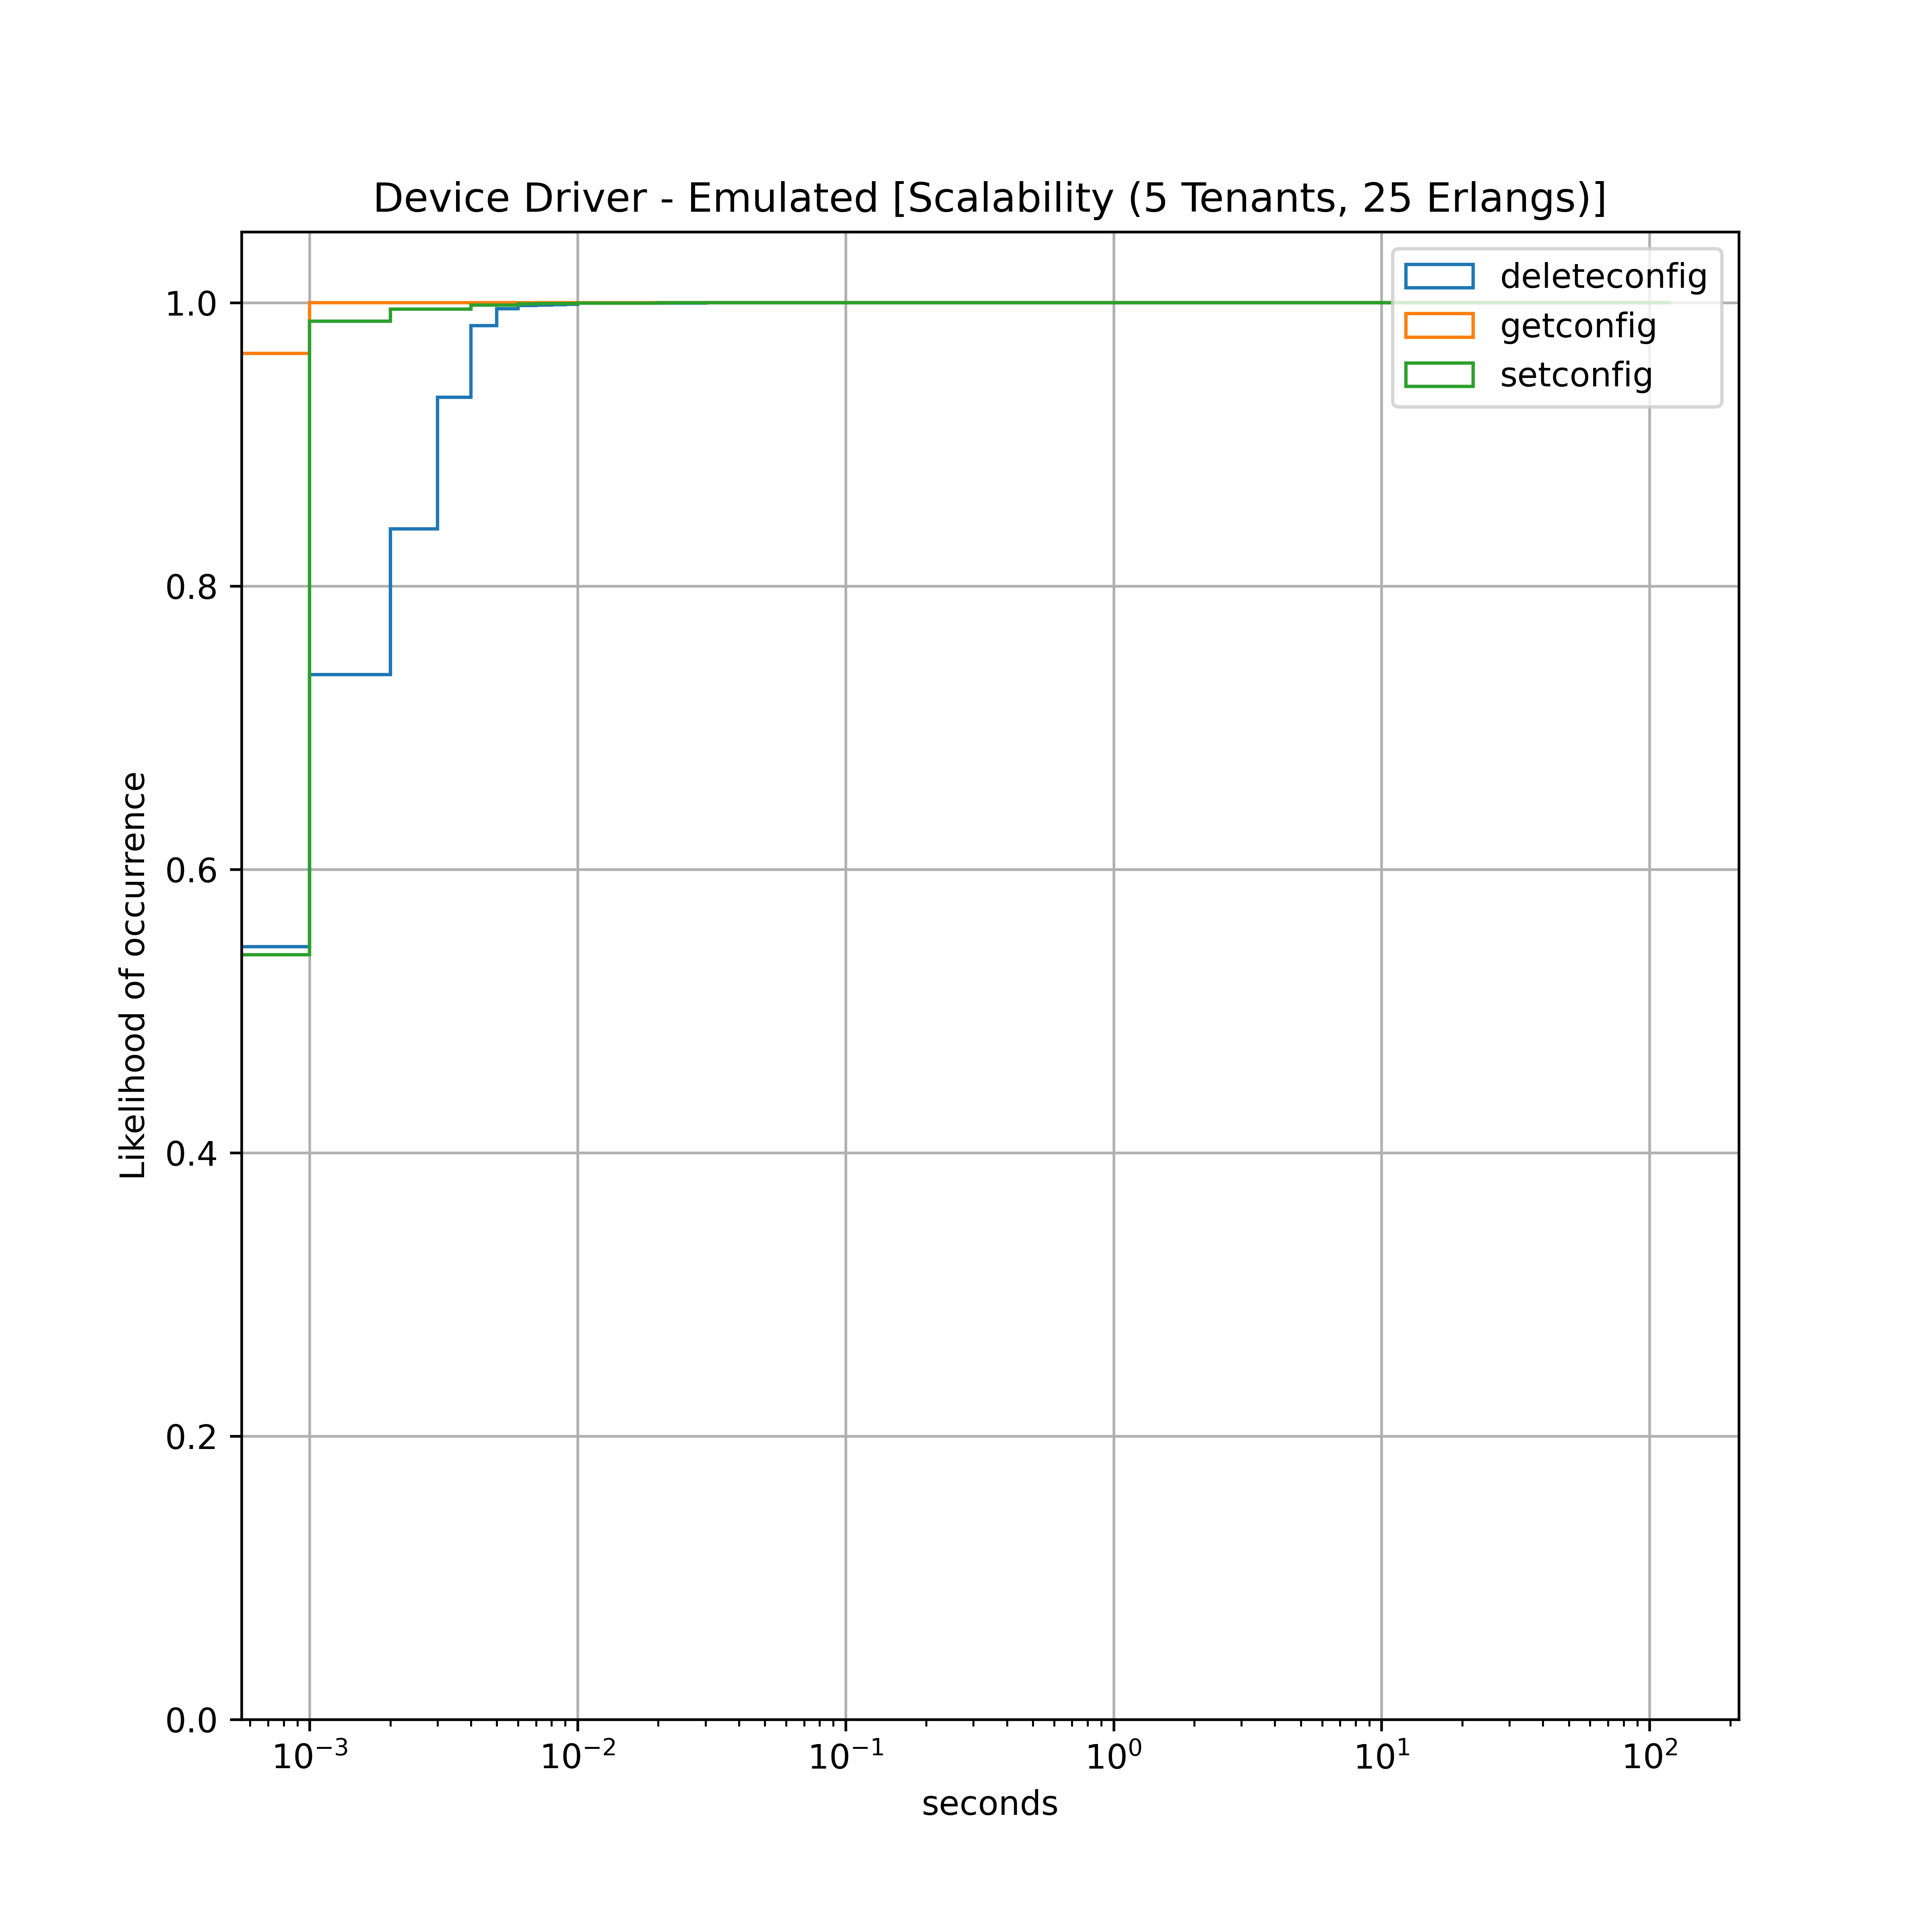 Device Driver - Emulated [Scalability (5 Tenants, 25 Erlangs)]
deleteconfig
getconfig
setconfig
1.0
0.8
0.6
0.4
0.2
0.0
Likelihood of occurrence
10⁻³ 10⁻² 10⁻¹ 10⁰ 10¹ 10²
seconds